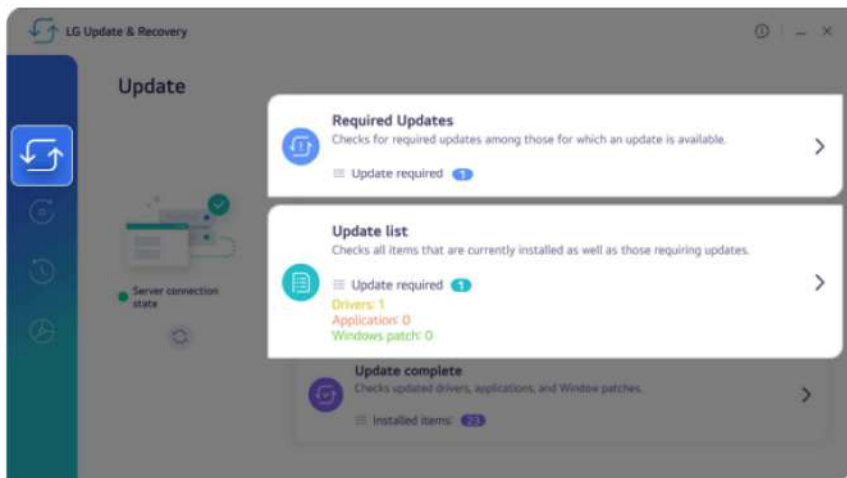 LG Update & Recovery
Update
Required Updates
Checks for required updates among those for which an update is available.
Update required 1
Update list
Checks all items that are currently installed as well as those requiring updates.
Update required 1
Drivers: 1
Application: 0
Windows patch: 0
Server connection
state
Update complete
Checks updated drivers, applications, and Window patches.
Installed items: 23